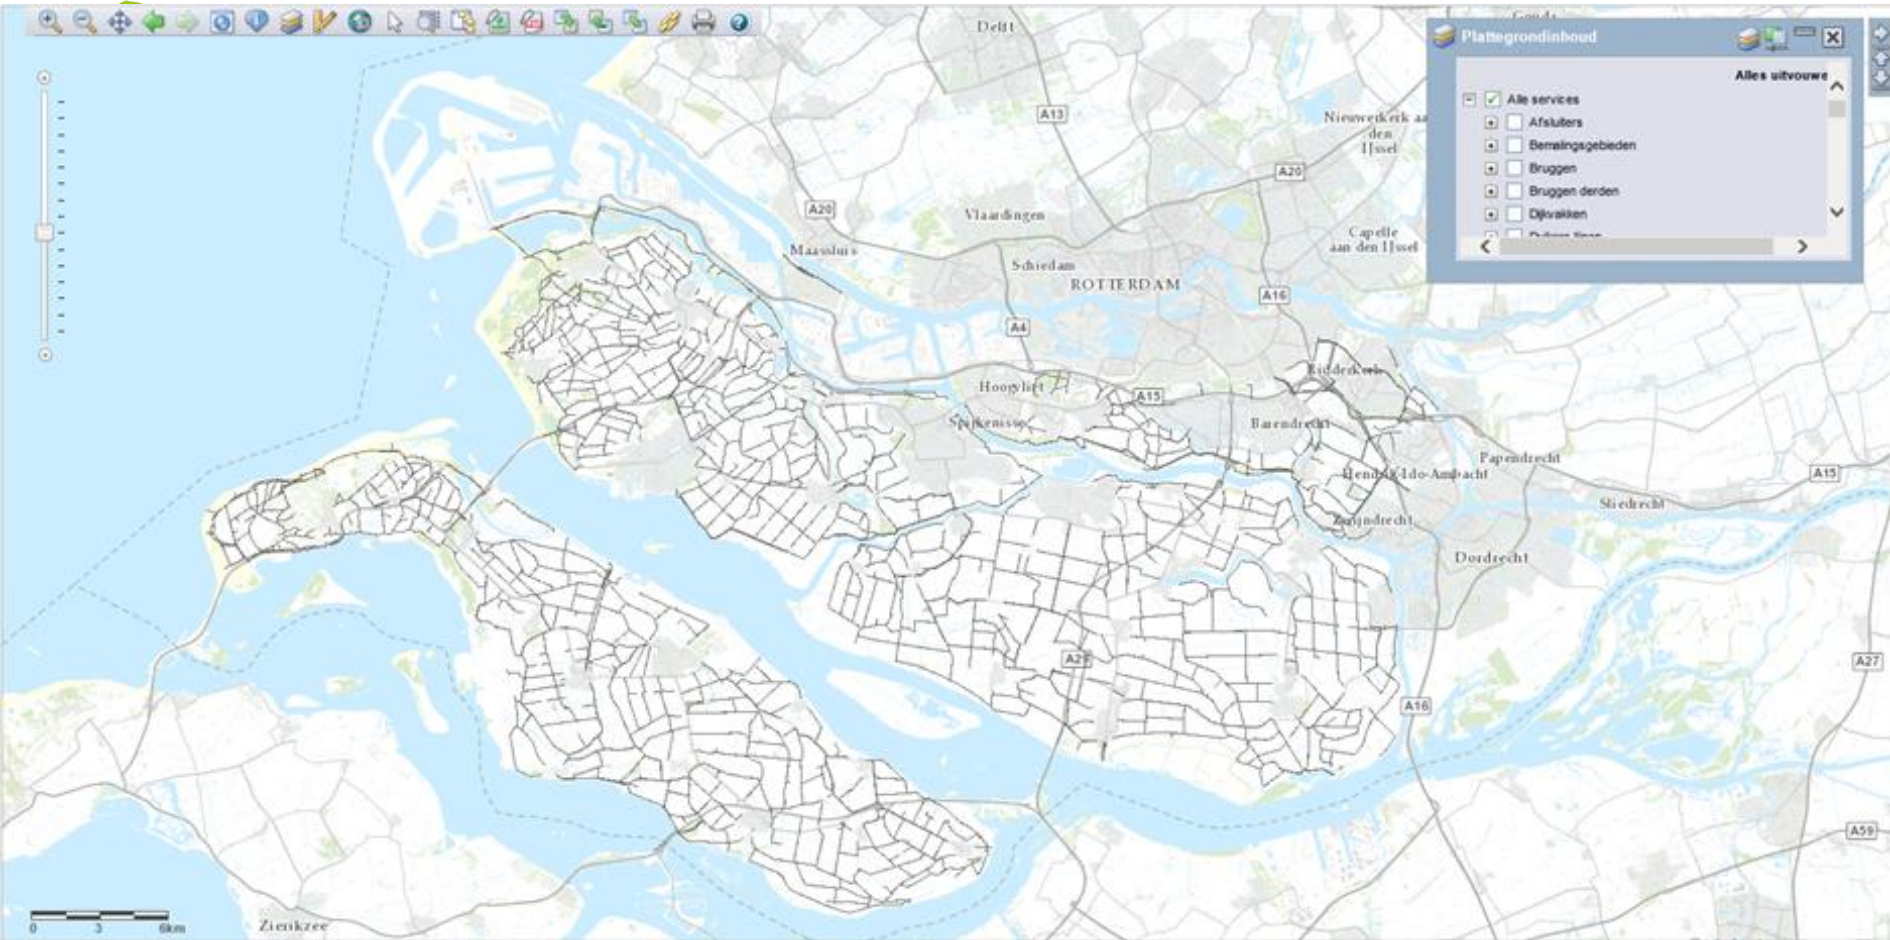 Delft
Plattegrondinhoud
Alles uitvouwe
Alle services
Afsluiters
Bemalingsgebieden
Bruggen
Bruggen derden
Dijkvakken
A13
Nieuwerkerk aa
den
IJssel
A20
A20
Vlaardingen
Capelle
aan den IJssel
Maassluis
Schiedam
ROTTERDAM
A16
A4
Ridderkerk
Hoogvliet
A15
Spijkenisse
Barendrecht
Papendrecht
Hendrik-Ido-Ambacht
A15
Sliedrecht
Zwijndrecht
Dordrecht
A29
A27
A16
A59
0 3 6km
Zierikzee